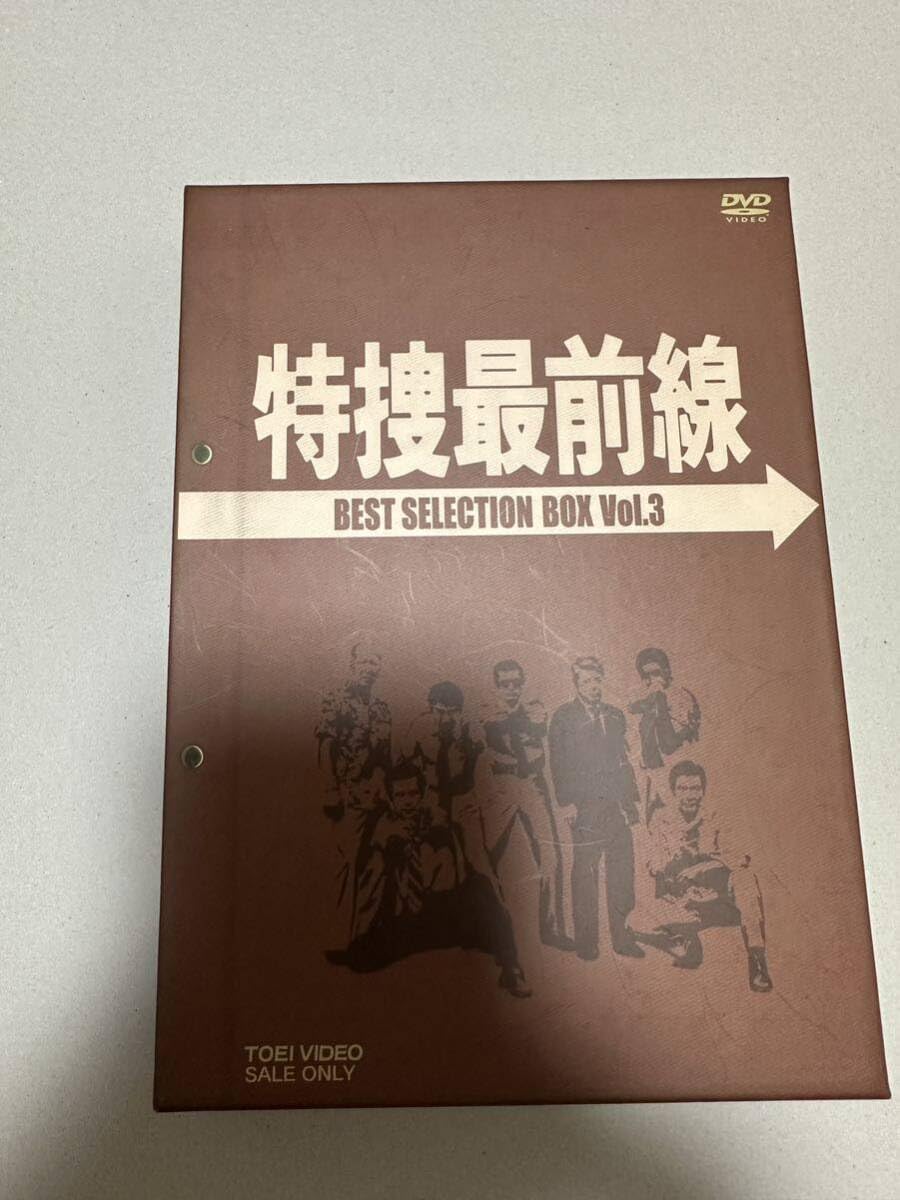 DVD
VIDEO
特捜最前線
BEST SELECTION BOX Vol.3
TOEI VIDEO
SALE ONLY